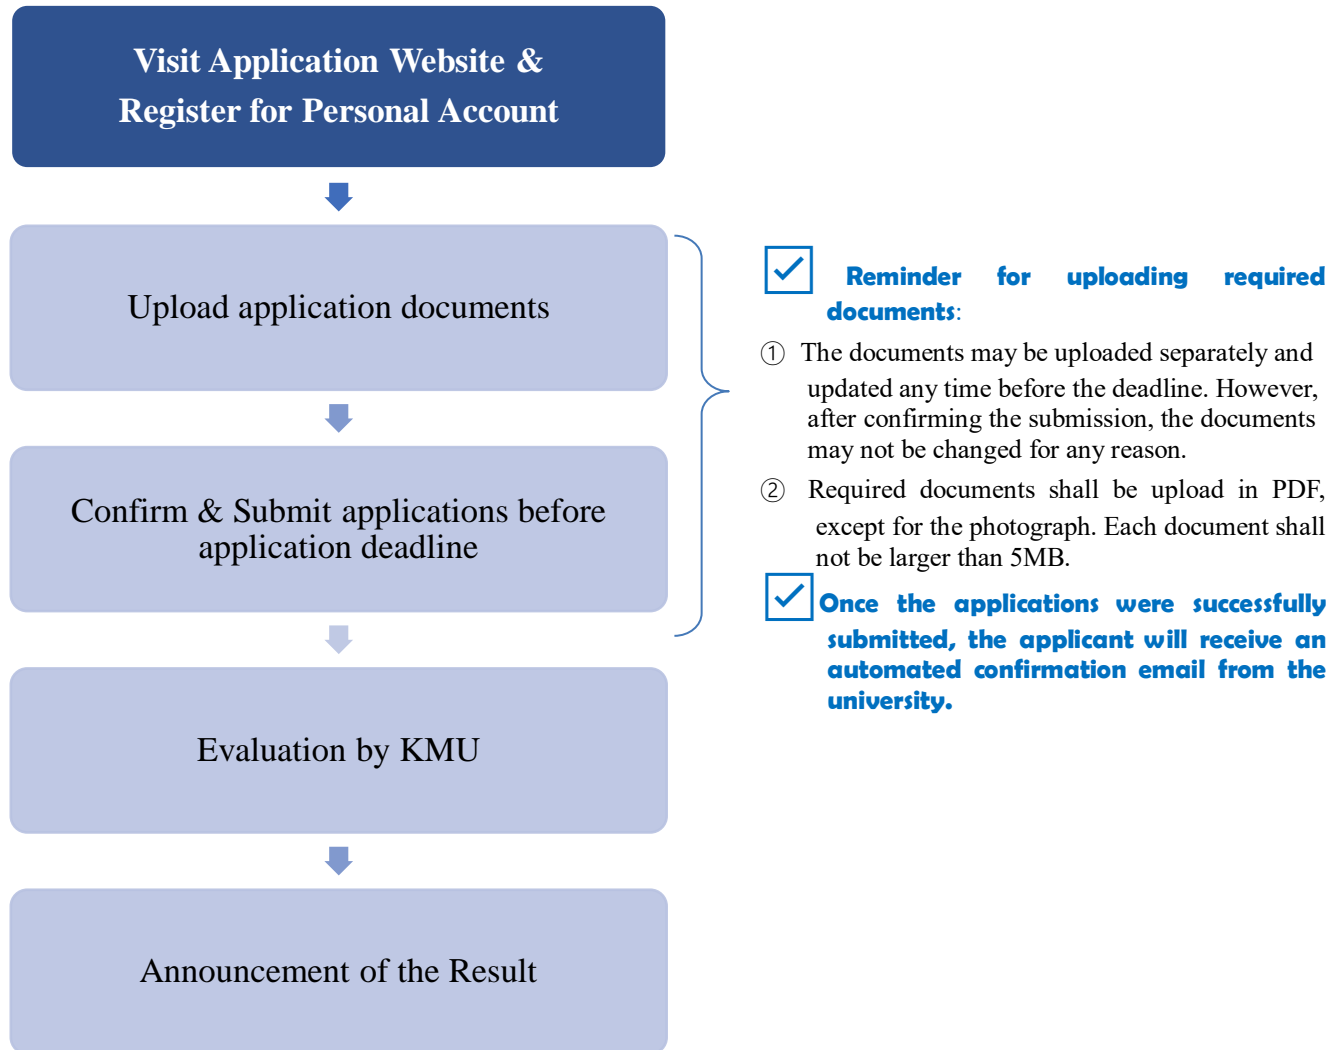 Visit Application Website &
Register for Personal Account
Upload application documents
Confirm & Submit applications before
application deadline
Evaluation by KMU
Announcement of the Result
Reminder for uploading required
documents:
① The documents may be uploaded separately and
updated any time before the deadline. However,
after confirming the submission, the documents
may not be changed for any reason.
② Required documents shall be upload in PDF,
except for the photograph. Each document shall
not be larger than 5MB.
Once the applications were successfully
submitted, the applicant will receive an
automated confirmation email from the
university.